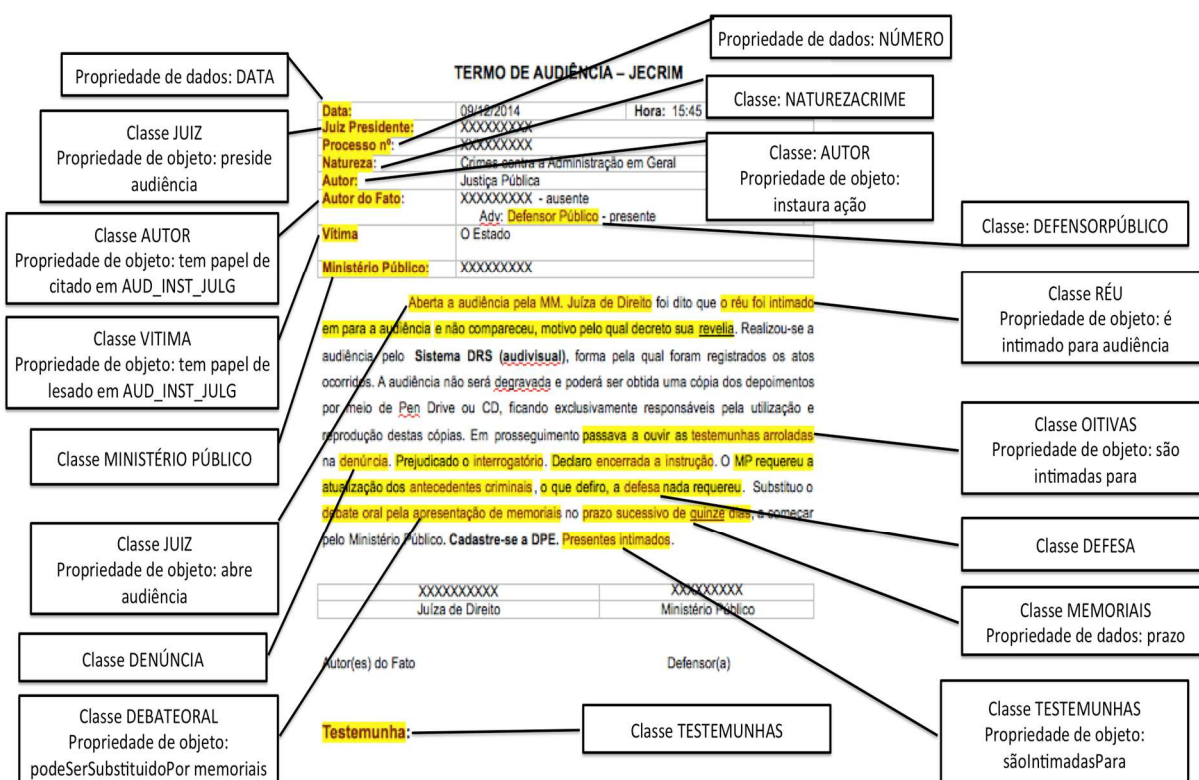 Propriedade de dados: NÚMERO
Propriedade de dados: DATA
TERMO DE AUDIÊNCIA – JECRIM
Classe: NATUREZACRIME
Classe JUIZ
Propriedade de objeto: preside
audiência
Data: 09/12/2014 Hora: 15:45
Juiz Presidente: XXXXXXXXX
Processo nº: XXXXXXXXX
Natureza: Crimes contra a Administração em Geral
Autor: Justiça Pública
Autor do Fato: XXXXXXXXX - ausente
Adv: Defensor Público - presente
Vítima O Estado
Ministério Público: XXXXXXXXX
Classe: AUTOR
Propriedade de objeto:
instaura ação
Classe: DEFENSORPÚBLICO
Classe AUTOR
Propriedade de objeto: tem papel de
citado em AUD_INST_JULG
Classe VITIMA
Propriedade de objeto: tem papel de
lesado em AUD_INST_JULG
Classe MINISTÉRIO PÚBLICO
Classe RÉU
Propriedade de objeto: é
intimado para audiência
Aberta a audiência pela MM. Juíza de Direito foi dito que o réu foi intimado
em para a audiência e não compareceu, motivo pelo qual decreto sua revelia. Realizou-se a
audiência pelo Sistema DRS (audivisual), forma pela qual foram registrados os atos
ocorridos. A audiência não será degravada e poderá ser obtida uma cópia dos depoimentos
por meio de Pen Drive ou CD, ficando exclusivamente responsáveis pela utilização e
reprodução destas cópias. Em prosseguimento passava a ouvir as testemunhas arroladas
na denúncia. Prejudicado o interrogatório. Declaro encerrada a instrução. O MP requereu a
atualização dos antecedentes criminais, o que defiro, a defesa nada requereu. Substituo o
debate oral pela apresentação de memoriais no prazo sucessivo de quinze dias, a começar
pelo Ministério Público. Cadastre-se a DPE. Presentes intimados.
Classe OITIVAS
Propriedade de objeto: são
intimadas para
Classe JUIZ
Propriedade de objeto: abre
audiência
Classe DEFESA
Classe MEMORIAIS
Propriedade de dados: prazo
XXXXXXXXXX XXXXXXXXX
Juíza de Direito Ministério Público
Classe DENÚNCIA
Autor(es) do Fato Defensor(a)
Classe DEBATEORAL
Propriedade de objeto:
podeSerSubstituidoPor memoriais
Testemunha:
Classe TESTEMUNHAS
Classe TESTEMUNHAS
Propriedade de objeto:
sãoIntimadasPara